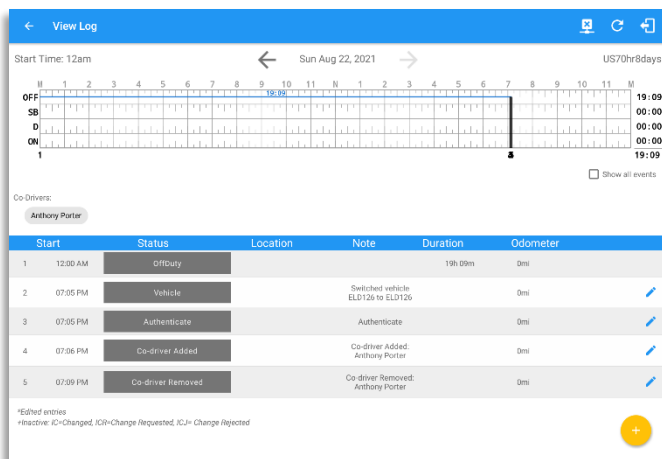 View Log
Start Time: 12am
Sun Aug 22, 2021
US70hr8days
M 1 2 3 4 5 6 7 8 9 10 11 N 1 2 3 4 5 6 7 8 9 10 11 M
OFF 19:09 19:09
SB 00:00
D 00:00
ON 00:00
1 19:09
Show all events
Co-Drivers:
Anthony Porter
Start Status Location Note Duration Odometer
1 12:00 AM OffDuty 19h 09m 0mi
2 07:05 PM Vehicle Switched vehicle 0mi
ELD126 to ELD126
3 07:05 PM Authenticate Authenticate 0mi
4 07:06 PM Co-driver Added Co-driver Added: 0mi
Anthony Porter
5 07:09 PM Co-driver Removed Co-driver Removed: 0mi
Anthony Porter
*Edited entries
+Inactive: IC=Changed, ICR=Change Requested, ICJ= Change Rejected